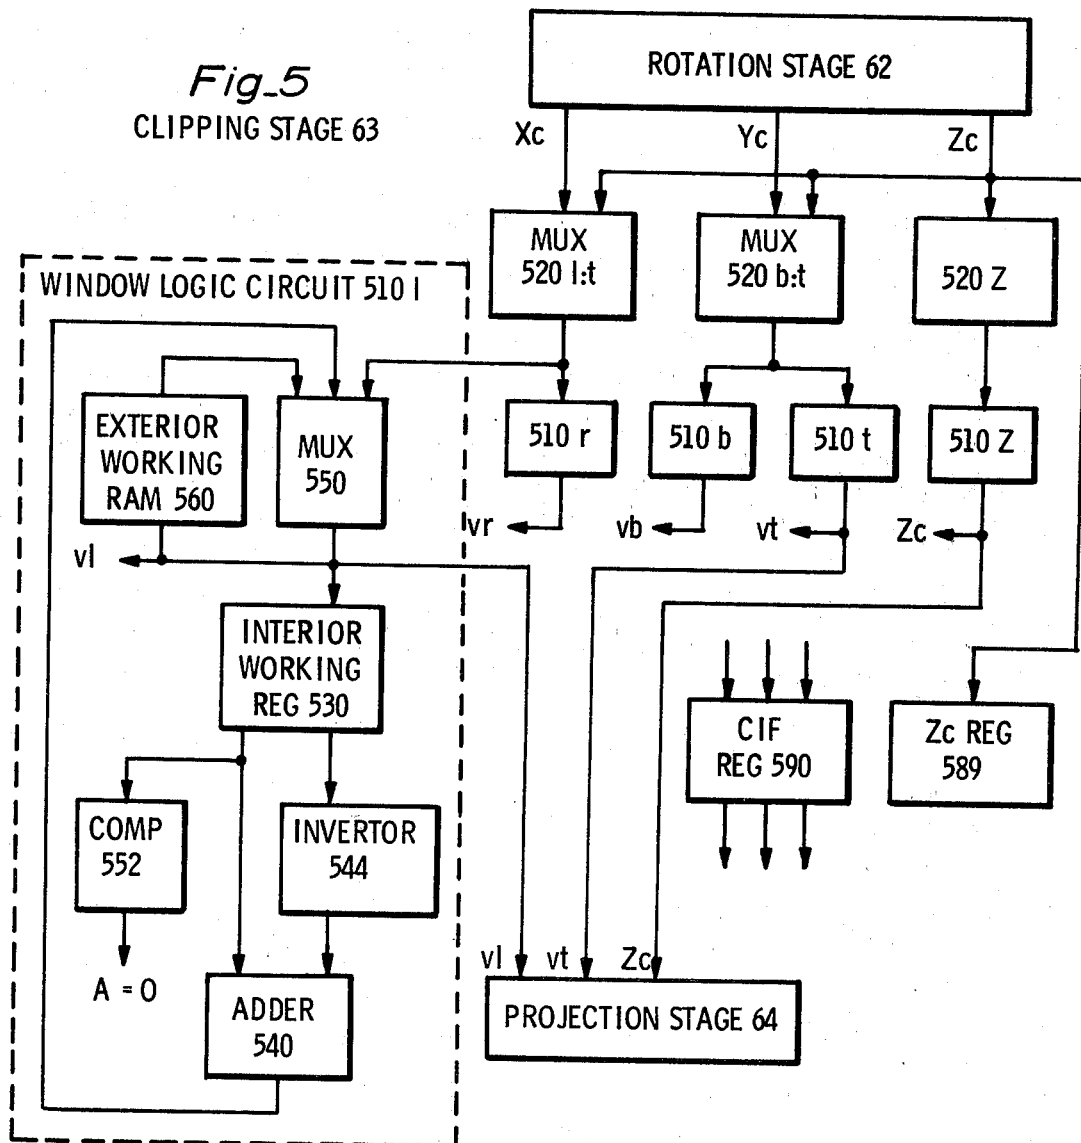 Fig_5
CLIPPING STAGE 63
ROTATION STAGE 62
Xc
Yc
Zc
MUX
520 l:t
MUX
520 b:t
520 Z
WINDOW LOGIC CIRCUIT 510 l
EXTERIOR
WORKING
RAM 560
MUX
550
510 r
510 b
510 t
510 Z
vl
vr
vb
vt
Zc
INTERIOR
WORKING
REG 530
CIF
REG 590
Zc REG
589
COMP
552
INVERTOR
544
A = 0
ADDER
540
vl
vt
Zc
PROJECTION STAGE 64